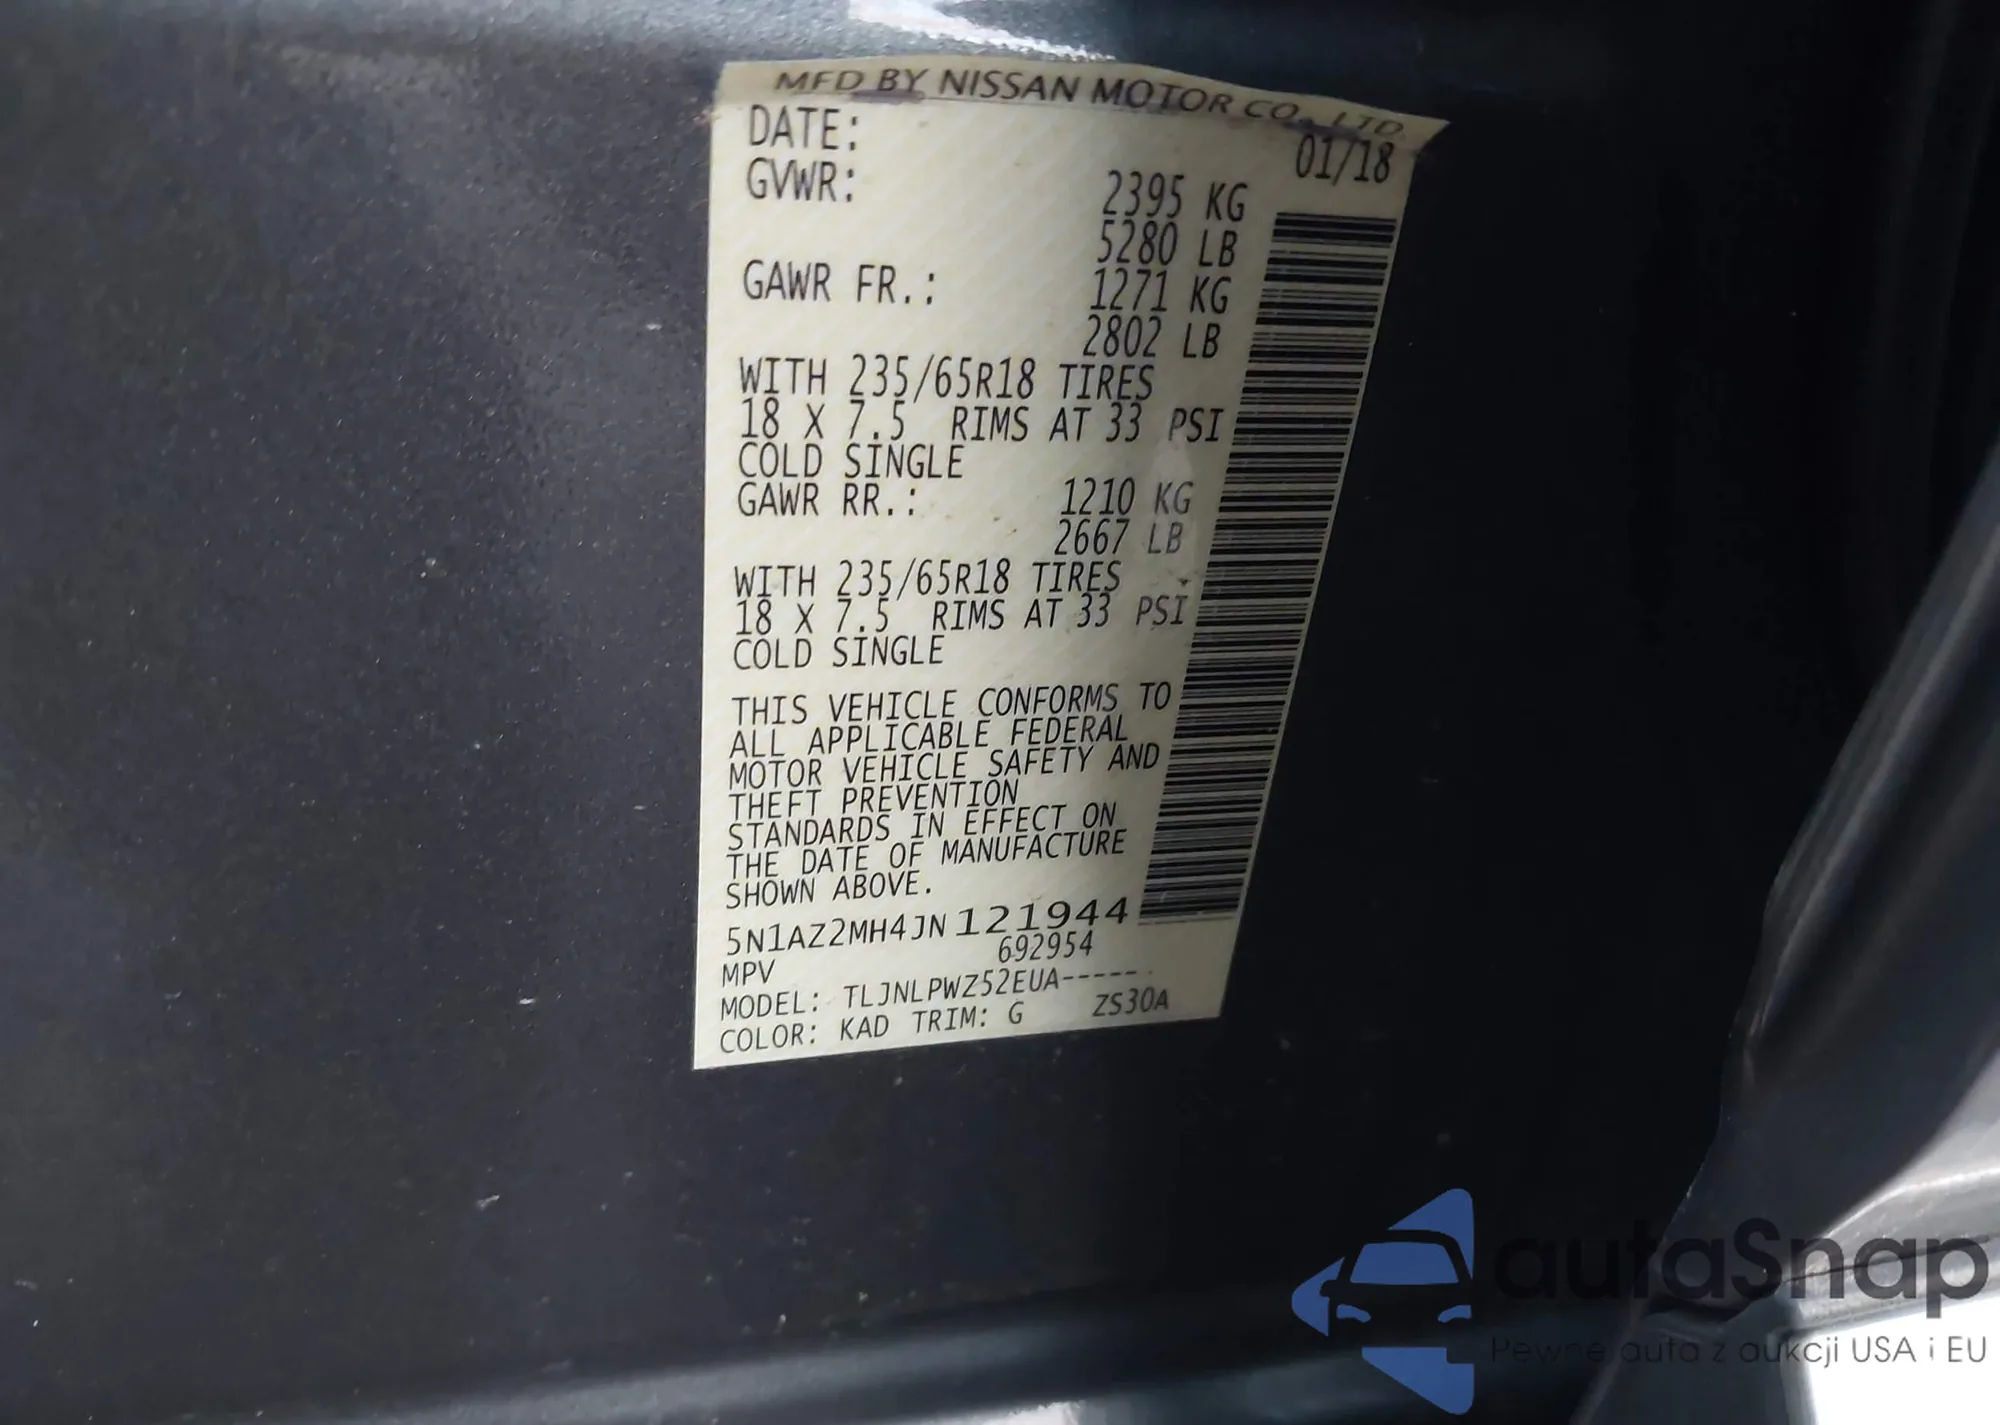 MFD BY NISSAN MOTOR CO., LTD.
DATE: 01/18
GVWR: 2395 KG
5280 LB
GAWR FR.: 1271 KG
2802 LB
WITH 235/65R18 TIRES
18 X 7.5 RIMS AT 33 PSI
COLD SINGLE
GAWR RR.: 1210 KG
2667 LB
WITH 235/65R18 TIRES
18 X 7.5 RIMS AT 33 PSI
COLD SINGLE
THIS VEHICLE CONFORMS TO
ALL APPLICABLE FEDERAL
MOTOR VEHICLE SAFETY AND
THEFT PREVENTION
STANDARDS IN EFFECT ON
THE DATE OF MANUFACTURE
SHOWN ABOVE.
5N1AZ2MH4JN121944
692954
MPV
MODEL: TLJNLPWZ52EUA-----
COLOR: KAD TRIM: G ZS30A
autaSnap
Pewne auta z aukcji USA i EU